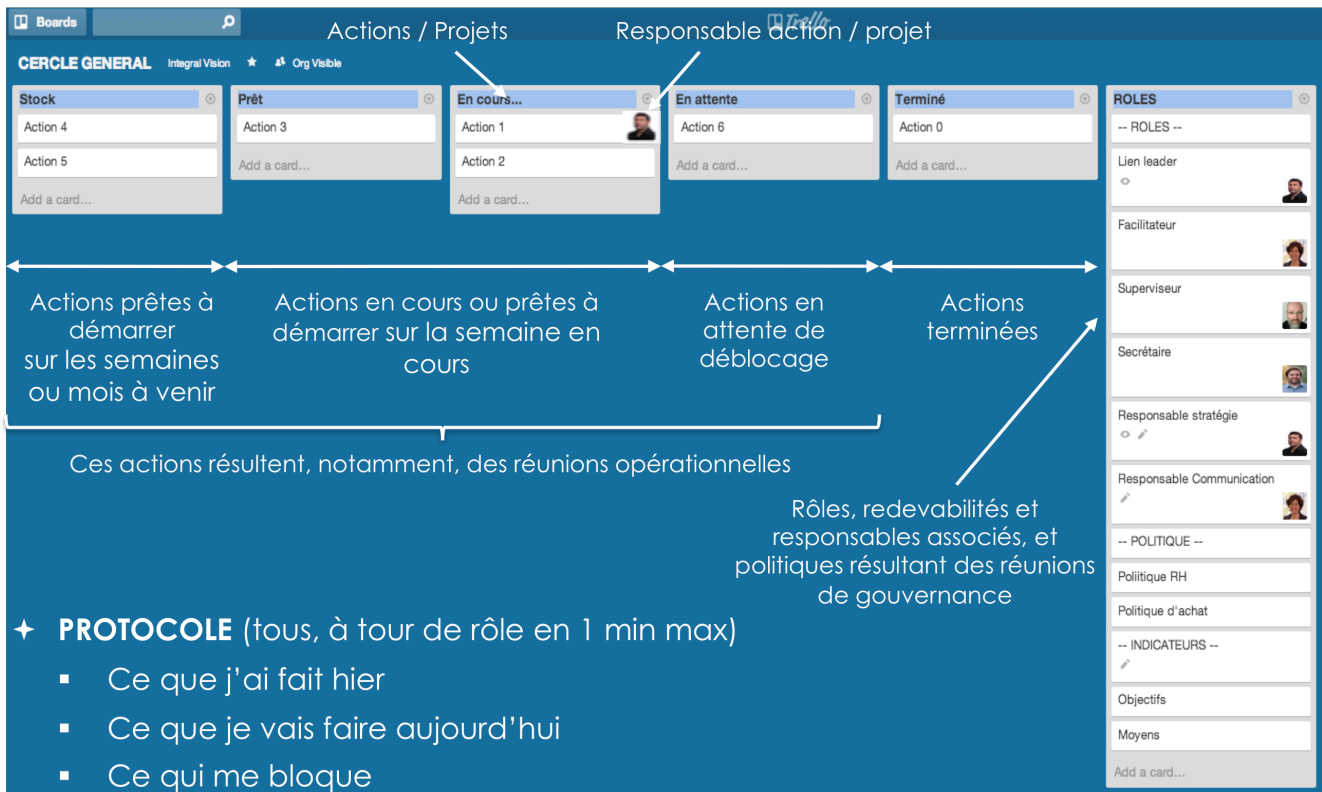 Boards
Trello
Actions / Projets
Responsable action / projet
CERCLE GENERAL Integral Vision Org Visible
Stock
Action 4
Action 5
Add a card...
Prêt
Action 3
Add a card...
En cours...
Action 1
Action 2
Add a card...
En attente
Action 6
Add a card...
Terminé
Action 0
Add a card...
ROLES
-- ROLES --
Lien leader
Facilitateur
Superviseur
Secrétaire
Responsable stratégie
Responsable Communication
-- POLITIQUE --
Poliitique RH
Politique d'achat
-- INDICATEURS --
Objectifs
Moyens
Add a card...
Actions prêtes à
démarrer
sur les semaines
ou mois à venir
Actions en cours ou prêtes à
démarrer sur la semaine en
cours
Actions en
attente de
déblocage
Actions
terminées
Ces actions résultent, notamment, des réunions opérationnelles
Rôles, redevabilités et
responsables associés, et
politiques résultant des réunions
de gouvernance
PROTOCOLE (tous, à tour de rôle en 1 min max)
Ce que j'ai fait hier
Ce que je vais faire aujourd'hui
Ce qui me bloque